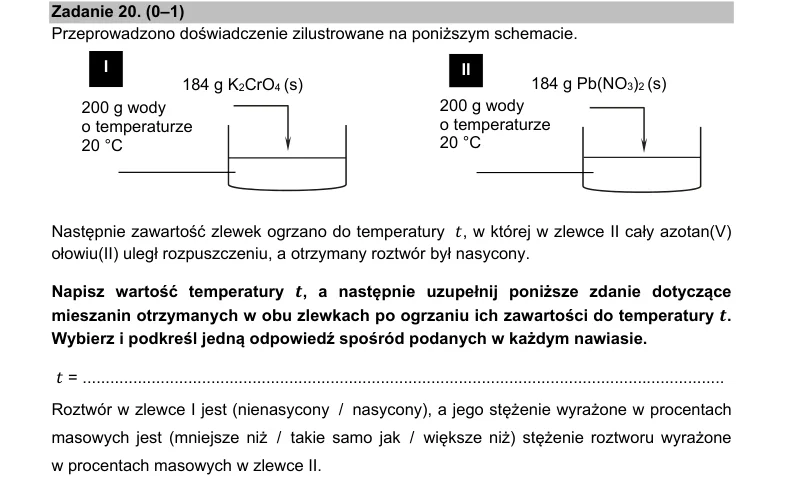 Zadanie 20. (0–1)
Przeprowadzono doświadczenie zilustrowane na poniższym schemacie.
I
184 g K₂CrO₄ (s)
200 g wody
o temperaturze
20 °C
II
184 g Pb(NO₃)₂ (s)
200 g wody
o temperaturze
20 °C
Następnie zawartość zlewek ogrzano do temperatury t, w której w zlewce II cały azotan(V)
ołowiu(II) uległ rozpuszczeniu, a otrzymany roztwór był nasycony.
Napisz wartość temperatury t, a następnie uzupełnij poniższe zdanie dotyczące
mieszanin otrzymanych w obu zlewkach po ogrzaniu ich zawartości do temperatury t.
Wybierz i podkreśl jedną odpowiedź spośród podanych w każdym nawiasie.
t = ..........................................................................................................................................
Roztwór w zlewce I jest (nienasycony / nasycony), a jego stężenie wyrażone w procentach
masowych jest (mniejsze niż / takie samo jak / większe niż) stężenie roztworu wyrażone
w procentach masowych w zlewce II.